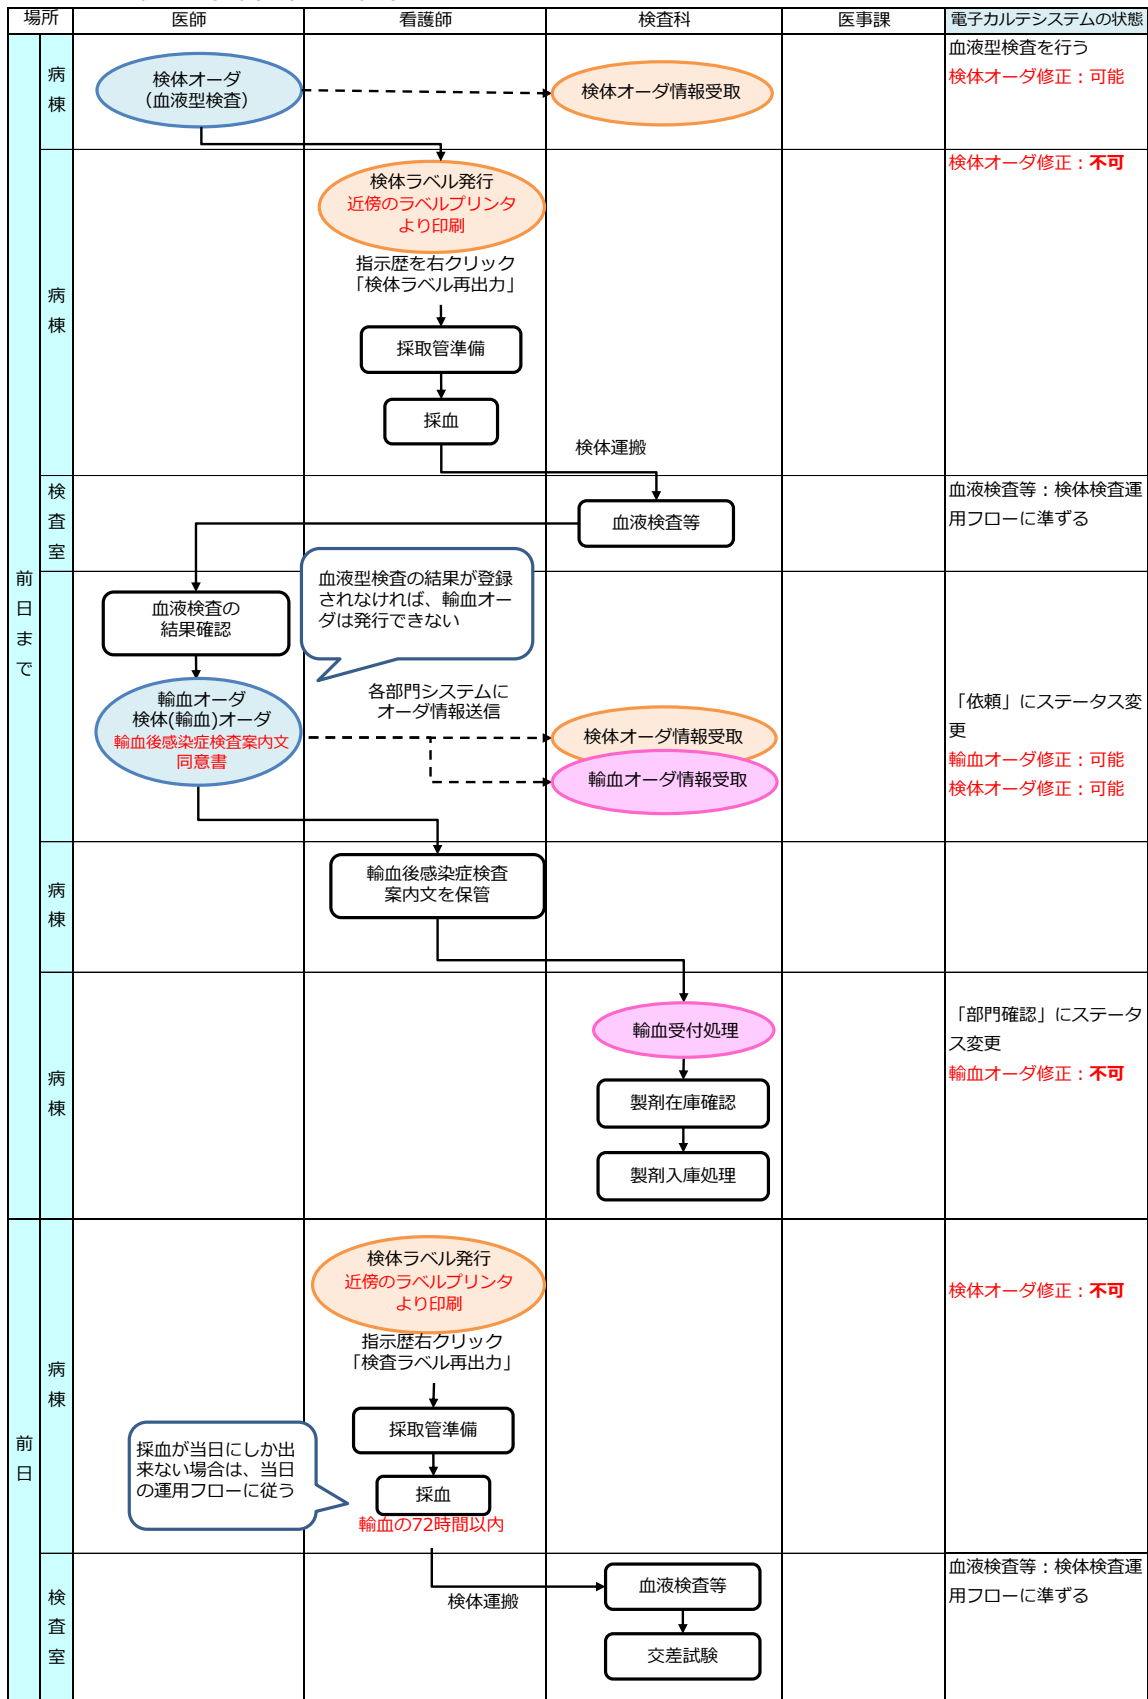 場所
医師
看護師
検査科
医事課
電子カルテシステムの状態
前日まで
病棟
検体オーダ
（血液型検査）
検体オーダ情報受取
血液型検査を行う
検体オーダ修正：可能
病棟
検体ラベル発行
近傍のラベルプリンタ
より印刷
指示歴を右クリック
「検体ラベル再出力」
採取管準備
採血
検体運搬
検体オーダ修正：不可
検査室
血液検査等
血液検査等：検体検査運
用フローに準ずる
血液検査の
結果確認
血液型検査の結果が登録
されなければ、輸血オー
ダは発行できない
輸血オーダ
検体(輸血)オーダ
輸血後感染症検査案内文
同意書
各部門システムに
オーダ情報送信
検体オーダ情報受取
輸血オーダ情報受取
「依頼」にステータス変
更
輸血オーダ修正：可能
検体オーダ修正：可能
病棟
輸血後感染症検査
案内文を保管
病棟
輸血受付処理
製剤在庫確認
製剤入庫処理
「部門確認」にステータ
ス変更
輸血オーダ修正：不可
前日
病棟
検体ラベル発行
近傍のラベルプリンタ
より印刷
指示歴右クリック
「検査ラベル再出力」
採取管準備
採血
輸血の72時間以内
採血が当日にしか出
来ない場合は、当日
の運用フローに従う
検体オーダ修正：不可
検査室
検体運搬
血液検査等
交差試験
血液検査等：検体検査運
用フローに準ずる